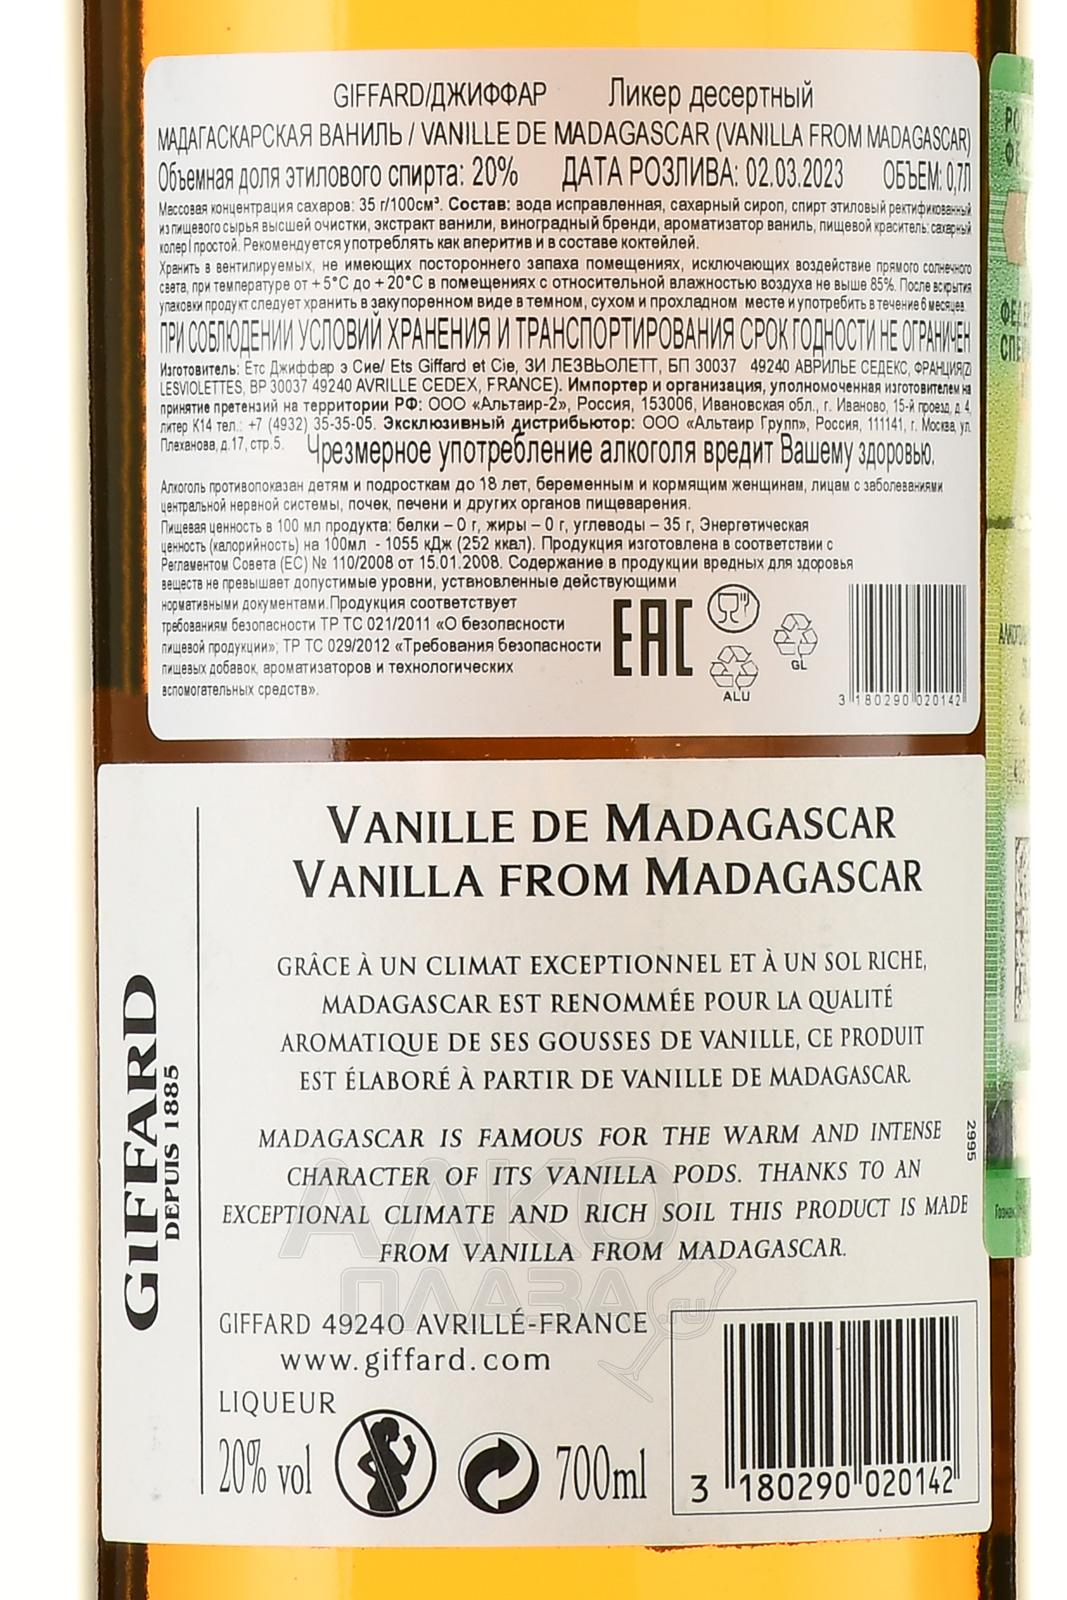 GIFFARD/ДЖИФФАР Ликер десертный
МАДАГАСКАРСКАЯ ВАНИЛЬ / VANILLE DE MADAGASCAR (VANILLA FROM MADAGASCAR)
Объемная доля этилового спирта: 20% ДАТА РОЗЛИВА: 02.03.2023 ОБЪЕМ: 0,7Л
Массовая концентрация сахаров: 35 г/100см³. Состав: вода исправленная, сахарный сироп, спирт этиловый ректификованный
из пищевого сырья высшей очистки, экстракт ванили, виноградный бренди, ароматизатор ваниль, пищевой краситель: сахарный
колер I простой. Рекомендуется употреблять как аперитив и в составе коктейлей.
Хранить в вентилируемых, не имеющих постороннего запаха помещениях, исключающих воздействие прямого солнечного
света, при температуре от +5°C до +20°C в помещениях с относительной влажностью воздуха не выше 85%. После вскрытия
упаковки продукт следует хранить в закупоренном виде в темном, сухом и прохладном месте и употребить в течение 6 месяцев.
ПРИ СОБЛЮДЕНИИ УСЛОВИЙ ХРАНЕНИЯ И ТРАНСПОРТИРОВАНИЯ СРОК ГОДНОСТИ НЕ ОГРАНИЧЕН
Изготовитель: Етс Джиффар э Сие/ Ets Giffard et Cie, ЗИ ЛЕЗВЬОЛЕТТ, БП 30037 49240 АВРИЛЬЕ СЕДЕКС, ФРАНЦИЯ(ZI
LESVIOLETTES, BP 30037 49240 AVRILLE CEDEX, FRANCE). Импортер и организация, уполномоченная изготовителем на
принятие претензий на территории РФ: ООО «Альтаир-2», Россия, 153006, Ивановская обл., г. Иваново, 15-й проезд, д. 4,
литер К14 тел.: +7 (4932) 35-35-05. Эксклюзивный дистрибьютор: ООО «Альтаир Групп», Россия, 111141, г. Москва, ул.
Плеханова, д.17, стр.5. Чрезмерное употребление алкоголя вредит Вашему здоровью.
Алкоголь противопоказан детям и подросткам до 18 лет, беременным и кормящим женщинам, лицам с заболеваниями
центральной нервной системы, почек, печени и других органов пищеварения.
Пищевая ценность в 100 мл продукта: белки – 0 г, жиры – 0 г, углеводы – 35 г, Энергетическая
ценность (калорийность) на 100мл - 1055 кДж (252 ккал). Продукция изготовлена в соответствии с
Регламентом Совета (ЕС) № 110/2008 от 15.01.2008. Содержание в продукции вредных для здоровья
веществ не превышает допустимые уровни, установленные действующими
нормативными документами.Продукция соответствует
требованиям безопасности ТР ТС 021/2011 «О безопасности
пищевой продукции»; ТР ТС 029/2012 «Требования безопасности
пищевых добавок, ароматизаторов и технологических
вспомогательных средств».
EAC
ALU
GL
3 180290 020142
VANILLE DE MADAGASCAR
VANILLA FROM MADAGASCAR
GRÂCE À UN CLIMAT EXCEPTIONNEL ET À UN SOL RICHE,
MADAGASCAR EST RENOMMÉE POUR LA QUALITÉ
AROMATIQUE DE SES GOUSSES DE VANILLE, CE PRODUIT
EST ÉLABORÉ À PARTIR DE VANILLE DE MADAGASCAR.
MADAGASCAR IS FAMOUS FOR THE WARM AND INTENSE
CHARACTER OF ITS VANILLA PODS. THANKS TO AN
EXCEPTIONAL CLIMATE AND RICH SOIL THIS PRODUCT IS MADE
FROM VANILLA FROM MADAGASCAR.
2995
GIFFARD
DEPUIS 1885
GIFFARD 49240 AVRILLÉ-FRANCE
www.giffard.com
LIQUEUR
20% vol
700ml
3 180290 020142
АЛКО
ПЛАЗА.ru